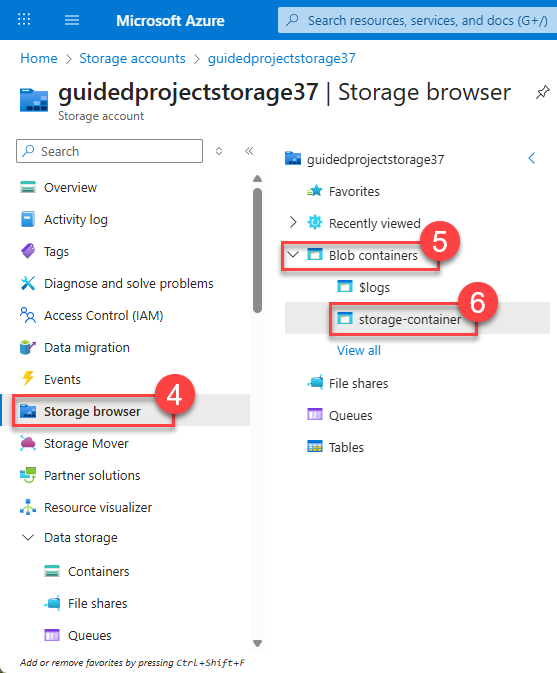 Microsoft Azure
Search resources, services, and docs (G+/)
Home > Storage accounts > guidedprojectstorage37
guidedprojectstorage37 | Storage browser
Storage account
Search
Overview
Activity log
Tags
Diagnose and solve problems
Access Control (IAM)
Data migration
Events
Storage browser
4
Storage Mover
Partner solutions
Resource visualizer
Data storage
Containers
File shares
Queues
Add or remove favorites by pressing Ctrl+Shift+F
guidedprojectstorage37
Favorites
Recently viewed
Blob containers
5
$logs
storage-container
6
View all
File shares
Queues
Tables